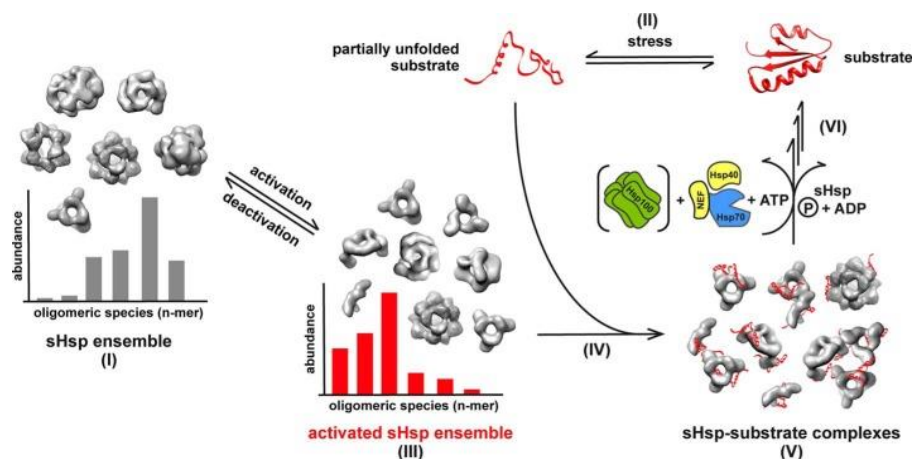 (II)
stress
partially unfolded
substrate
substrate
(VI)
activation
deactivation
Hsp100
+
NEF
Hsp40
Hsp70
+ ATP
sHsp
P + ADP
abundance
oligomeric species (n-mer)
sHsp ensemble
(I)
abundance
oligomeric species (n-mer)
activated sHsp ensemble
(III)
(IV)
sHsp-substrate complexes
(V)